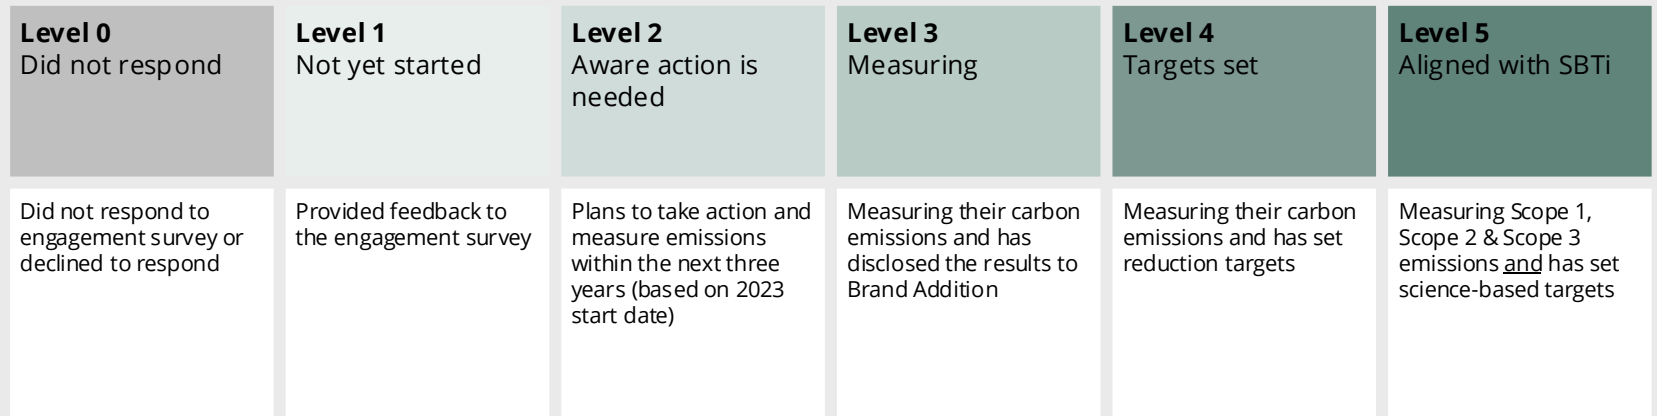 Level 0
Did not respond
Level 1
Not yet started
Level 2
Aware action is
needed
Level 3
Measuring
Level 4
Targets set
Level 5
Aligned with SBTi
Did not respond to
engagement survey or
declined to respond
Provided feedback to
the engagement survey
Plans to take action and
measure emissions
within the next three
years (based on 2023
start date)
Measuring their carbon
emissions and has
disclosed the results to
Brand Addition
Measuring their carbon
emissions and has set
reduction targets
Measuring Scope 1,
Scope 2 & Scope 3
emissions and has set
science-based targets